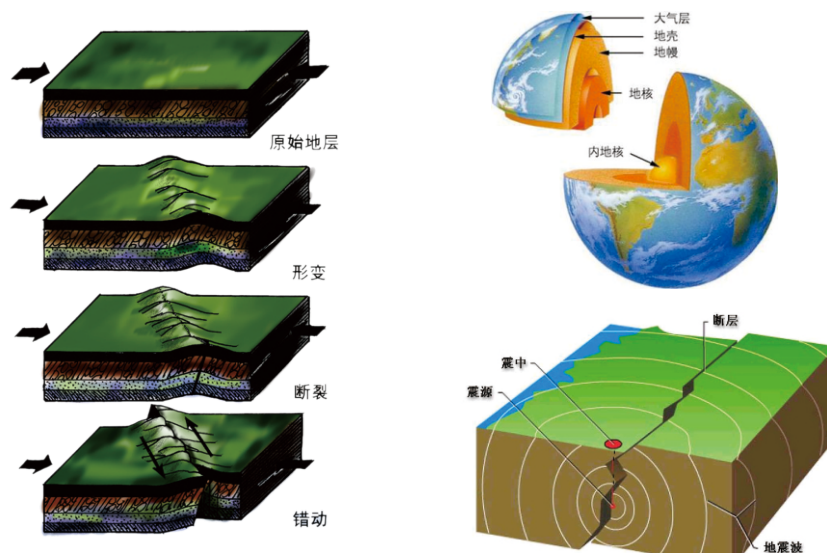 原始地层
形变
断裂
错动
大气层
地壳
地幔
地核
内地核
断层
震中
震源
地震波